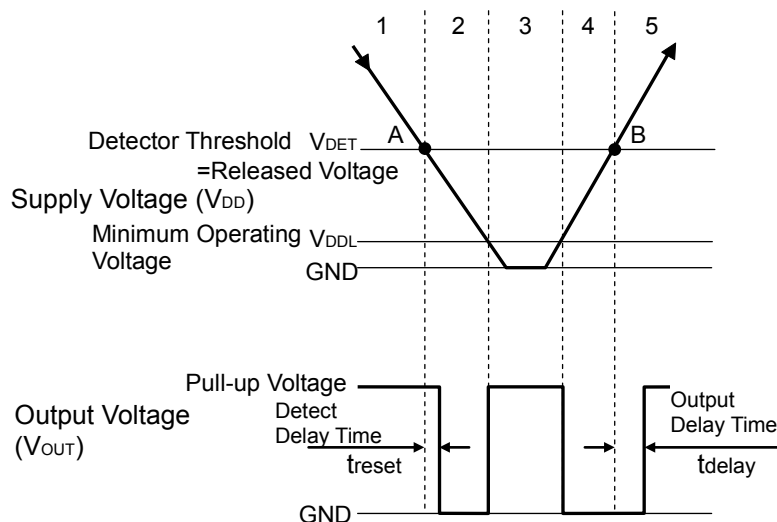 1 2 3 4 5
Detector Threshold VDET A B
=Released Voltage
Supply Voltage (VDD)
Minimum Operating VDDL
Voltage
GND
Pull-up Voltage
Output Voltage
(VOUT)
Detect
Delay Time
treset
Output
Delay Time
tdelay
GND